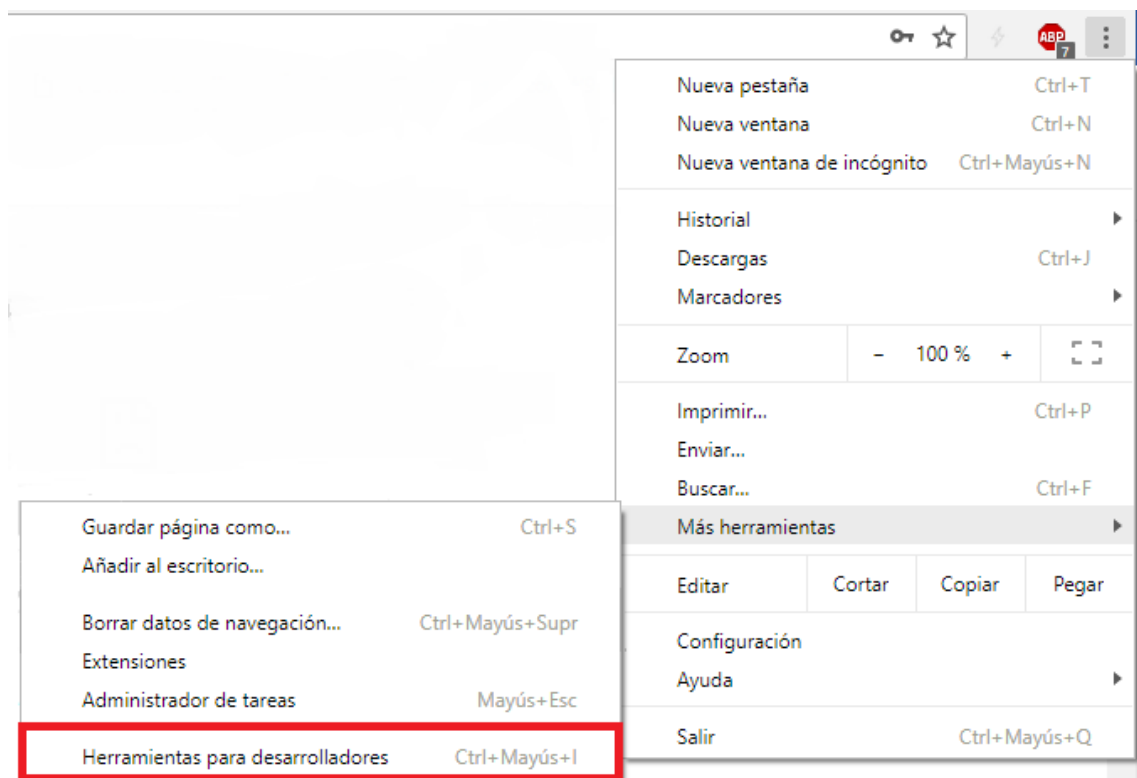 ABP
7
Nueva pestaña Ctrl+T
Nueva ventana Ctrl+N
Nueva ventana de incógnito Ctrl+Mayús+N
Historial
Descargas Ctrl+J
Marcadores
Zoom - 100 % +
Imprimir... Ctrl+P
Enviar...
Buscar... Ctrl+F
Más herramientas
Editar Cortar Copiar Pegar
Configuración
Ayuda
Salir Ctrl+Mayús+Q
Guardar página como... Ctrl+S
Añadir al escritorio...
Borrar datos de navegación... Ctrl+Mayús+Supr
Extensiones
Administrador de tareas Mayús+Esc
Herramientas para desarrolladores Ctrl+Mayús+I